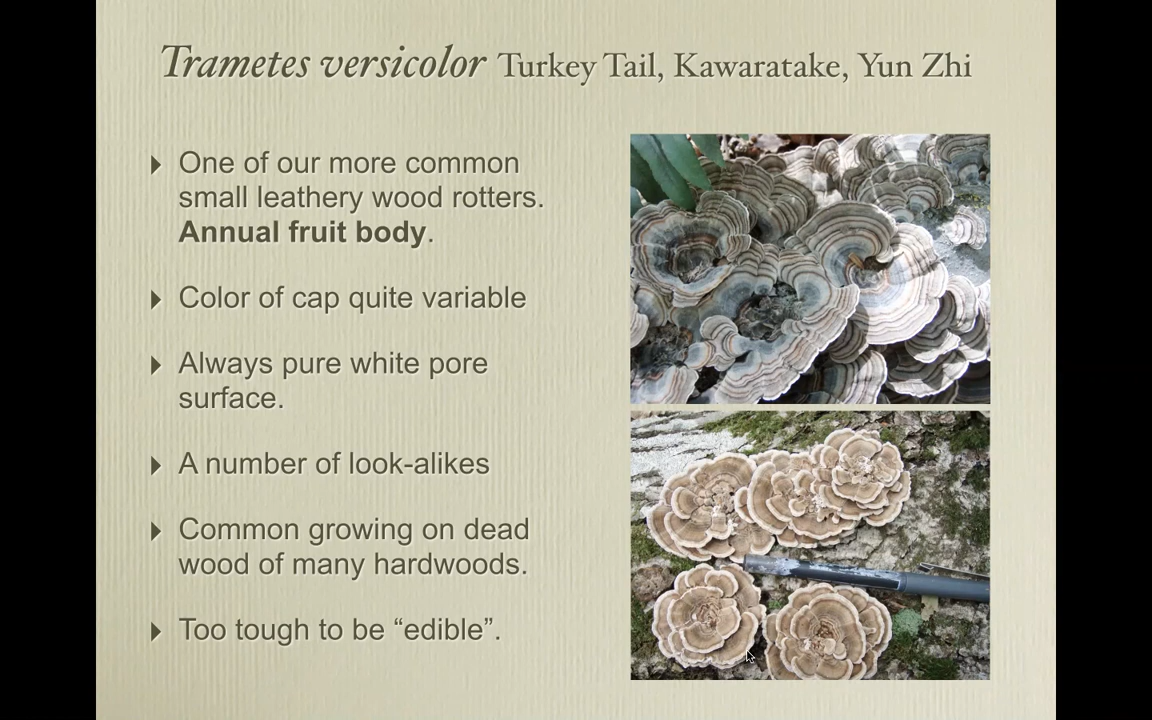 Trametes versicolor Turkey Tail, Kawaratake, Yun Zhi
One of our more common
small leathery wood rotters.
Annual fruit body.
Color of cap quite variable
Always pure white pore
surface.
A number of look-alikes
Common growing on dead
wood of many hardwoods.
Too tough to be “edible”.